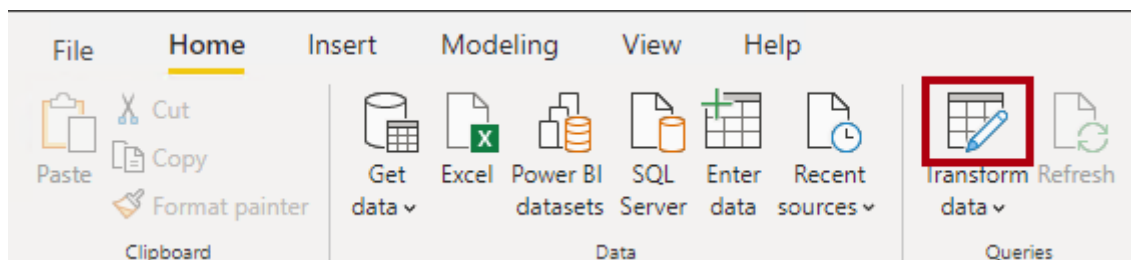 File Home Insert Modeling View Help
Cut
Copy
Format painter
Paste
Clipboard
Get data
Excel
Power BI datasets
SQL Server
Enter data
Recent sources
Data
Transform data
Refresh
Queries